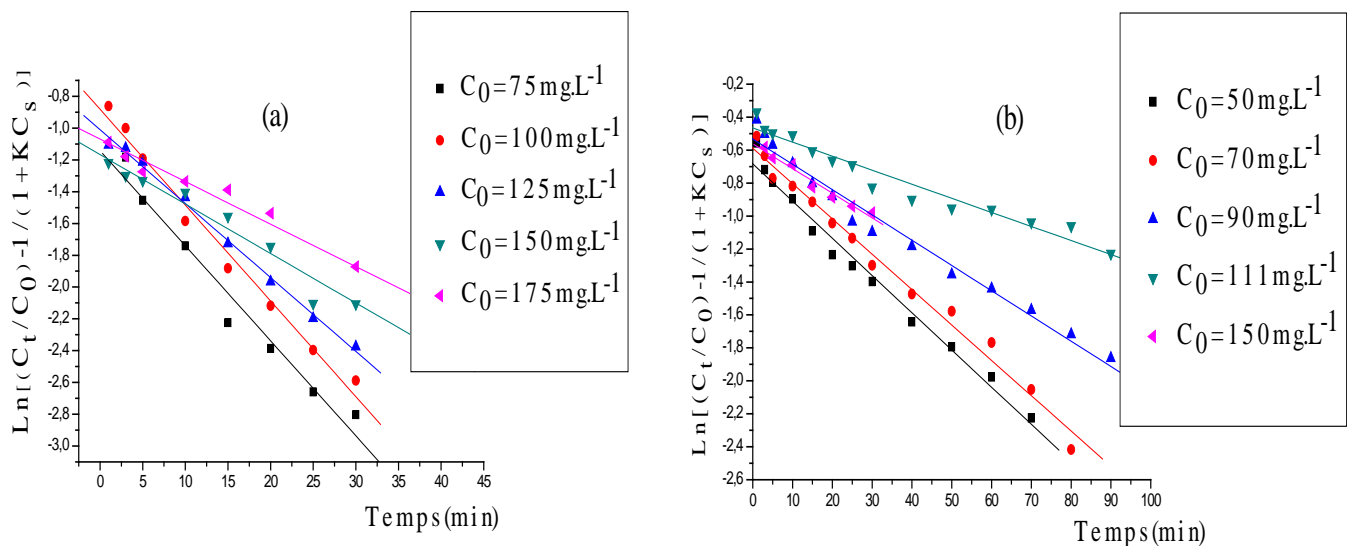 (a)
Ln[(Ct/C0)-1/(1+KCs)]
-0,8
-1,0
-1,2
-1,4
-1,6
-1,8
-2,0
-2,2
-2,4
-2,6
-2,8
-3,0
0 5 10 15 20 25 30 35 40 45
Temps(min)
C0=75mg.L-1
C0=100mg.L-1
C0=125mg.L-1
C0=150mg.L-1
C0=175mg.L-1
(b)
Ln[(Ct/C0)-1/(1+KCs)]
-0,2
-0,4
-0,6
-0,8
-1,0
-1,2
-1,4
-1,6
-1,8
-2,0
-2,2
-2,4
-2,6
0 10 20 30 40 50 60 70 80 90 100
Temps(min)
C0=50mg.L-1
C0=70mg.L-1
C0=90mg.L-1
C0=111mg.L-1
C0=150mg.L-1